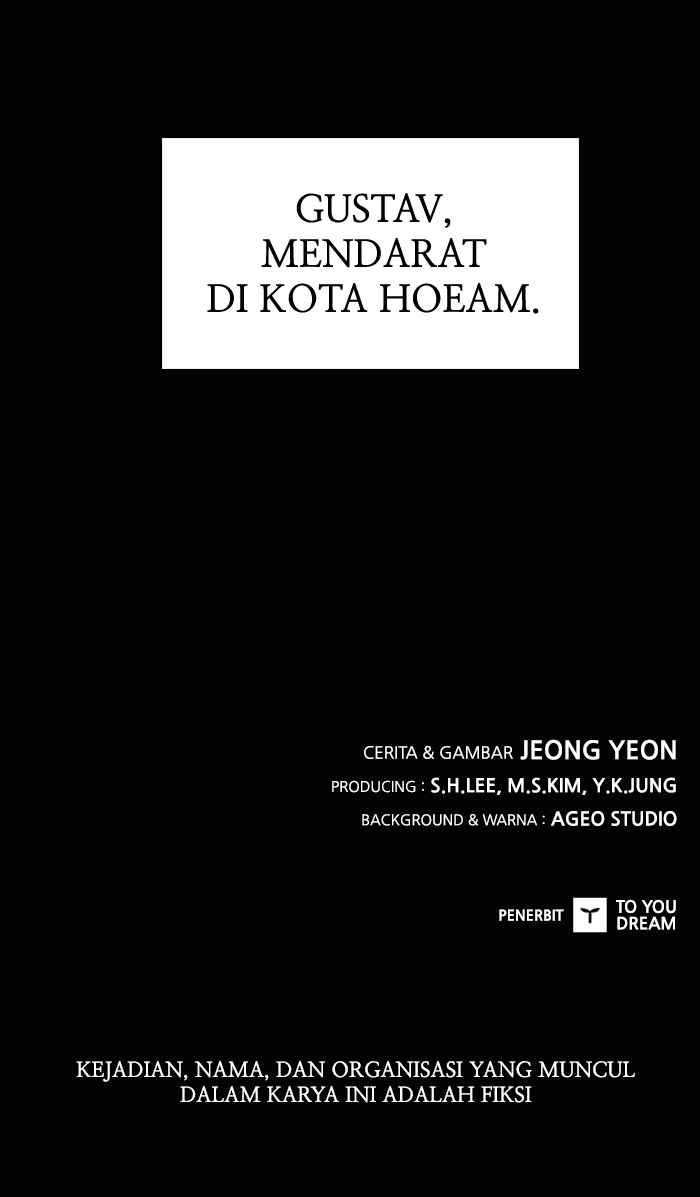 GUSTAV,
MENDARAT
DI KOTA HOEAM.
CERITA & GAMBAR JEONG YEON
PRODUCING : S.H.LEE, M.S.KIM, Y.K.JUNG
BACKGROUND & WARNA : AGEO STUDIO
PENERBIT TO YOU
DREAM
KEJADIAN, NAMA, DAN ORGANISASI YANG MUNCUL
DALAM KARYA INI ADALAH FIKSI